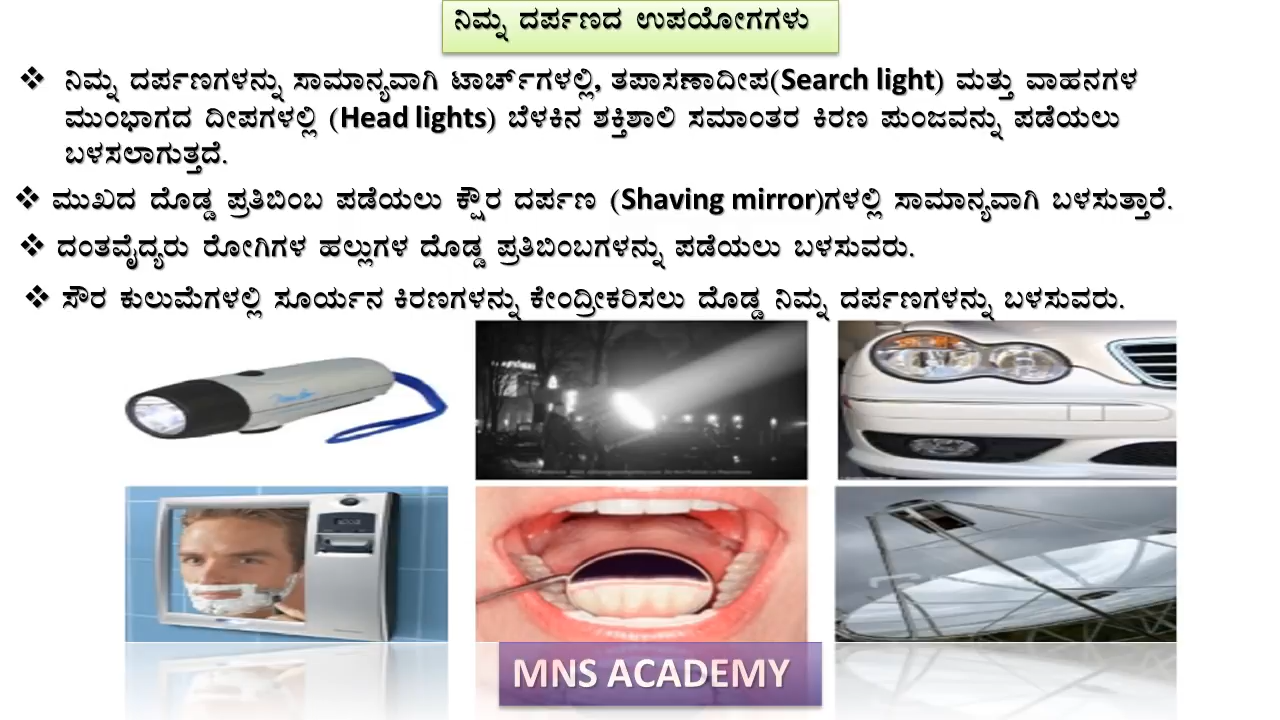 ನಿಮ್ನ ದರ್ಪಣದ ಉಪಯೋಗಗಳು
❖ ನಿಮ್ನ ದರ್ಪಣಗಳನ್ನು ಸಾಮಾನ್ಯವಾಗಿ ಟಾರ್ಚ್‌ಗಳಲ್ಲಿ, ತಪಾಸಣಾದೀಪ(Search light) ಮತ್ತು ವಾಹನಗಳ
ಮುಂಭಾಗದ ದೀಪಗಳಲ್ಲಿ (Head lights) ಬೆಳಕಿನ ಶಕ್ತಿಶಾಲಿ ಸಮಾಂತರ ಕಿರಣ ಪುಂಜವನ್ನು ಪಡೆಯಲು
ಬಳಸಲಾಗುತ್ತದೆ.
❖ ಮುಖದ ದೊಡ್ಡ ಪ್ರತಿಬಿಂಬ ಪಡೆಯಲು ಕ್ಷೌರ ದರ್ಪಣ (Shaving mirror)ಗಳಲ್ಲಿ ಸಾಮಾನ್ಯವಾಗಿ ಬಳಸುತ್ತಾರೆ.
❖ ದಂತವೈದ್ಯರು ರೋಗಿಗಳ ಹಲ್ಲುಗಳ ದೊಡ್ಡ ಪ್ರತಿಬಿಂಬಗಳನ್ನು ಪಡೆಯಲು ಬಳಸುವರು.
❖ ಸೌರ ಕುಲುಮೆಗಳಲ್ಲಿ ಸೂರ್ಯನ ಕಿರಣಗಳನ್ನು ಕೇಂದ್ರೀಕರಿಸಲು ದೊಡ್ಡ ನಿಮ್ನ ದರ್ಪಣಗಳನ್ನು ಬಳಸುವರು.
MNS ACADEMY